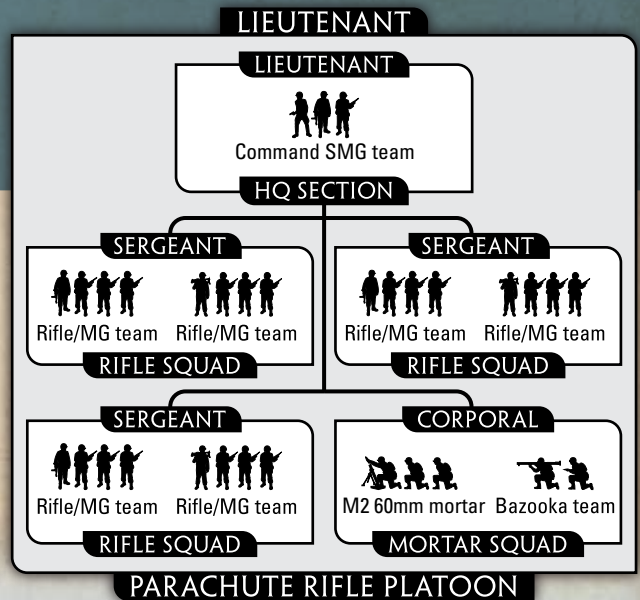 LIEUTENANT
LIEUTENANT
Command SMG team
HQ SECTION
SERGEANT
Rifle/MG team Rifle/MG team
RIFLE SQUAD
SERGEANT
Rifle/MG team Rifle/MG team
RIFLE SQUAD
SERGEANT
Rifle/MG team Rifle/MG team
RIFLE SQUAD
CORPORAL
M2 60mm mortar Bazooka team
MORTAR SQUAD
PARACHUTE RIFLE PLATOON